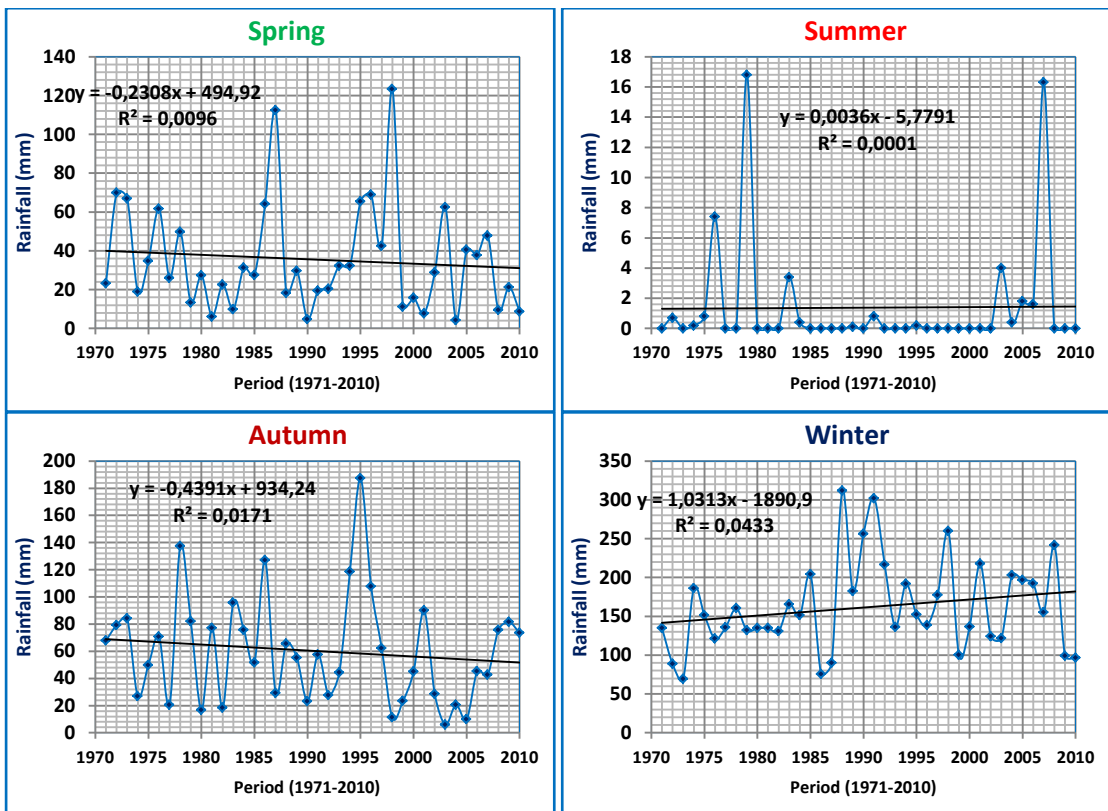 Spring
140
120
100
80
60
40
20
0
y = -0,2308x + 494,92
R² = 0,0096
Rainfall (mm)
1970 1975 1980 1985 1990 1995 2000 2005 2010
Period (1971-2010)
Summer
18
16
14
12
10
8
6
4
2
0
y = 0,0036x - 5,7791
R² = 0,0001
Rainfall (mm)
1970 1975 1980 1985 1990 1995 2000 2005 2010
Period (1971-2010)
Autumn
200
180
160
140
120
100
80
60
40
20
0
y = -0,4391x + 934,24
R² = 0,0171
Rainfall (mm)
1970 1975 1980 1985 1990 1995 2000 2005 2010
Period (1971-2010)
Winter
350
300
250
200
150
100
50
0
y = 1,0313x - 1890,9
R² = 0,0433
Rainfall (mm)
1970 1975 1980 1985 1990 1995 2000 2005 2010
Period (1971-2010)